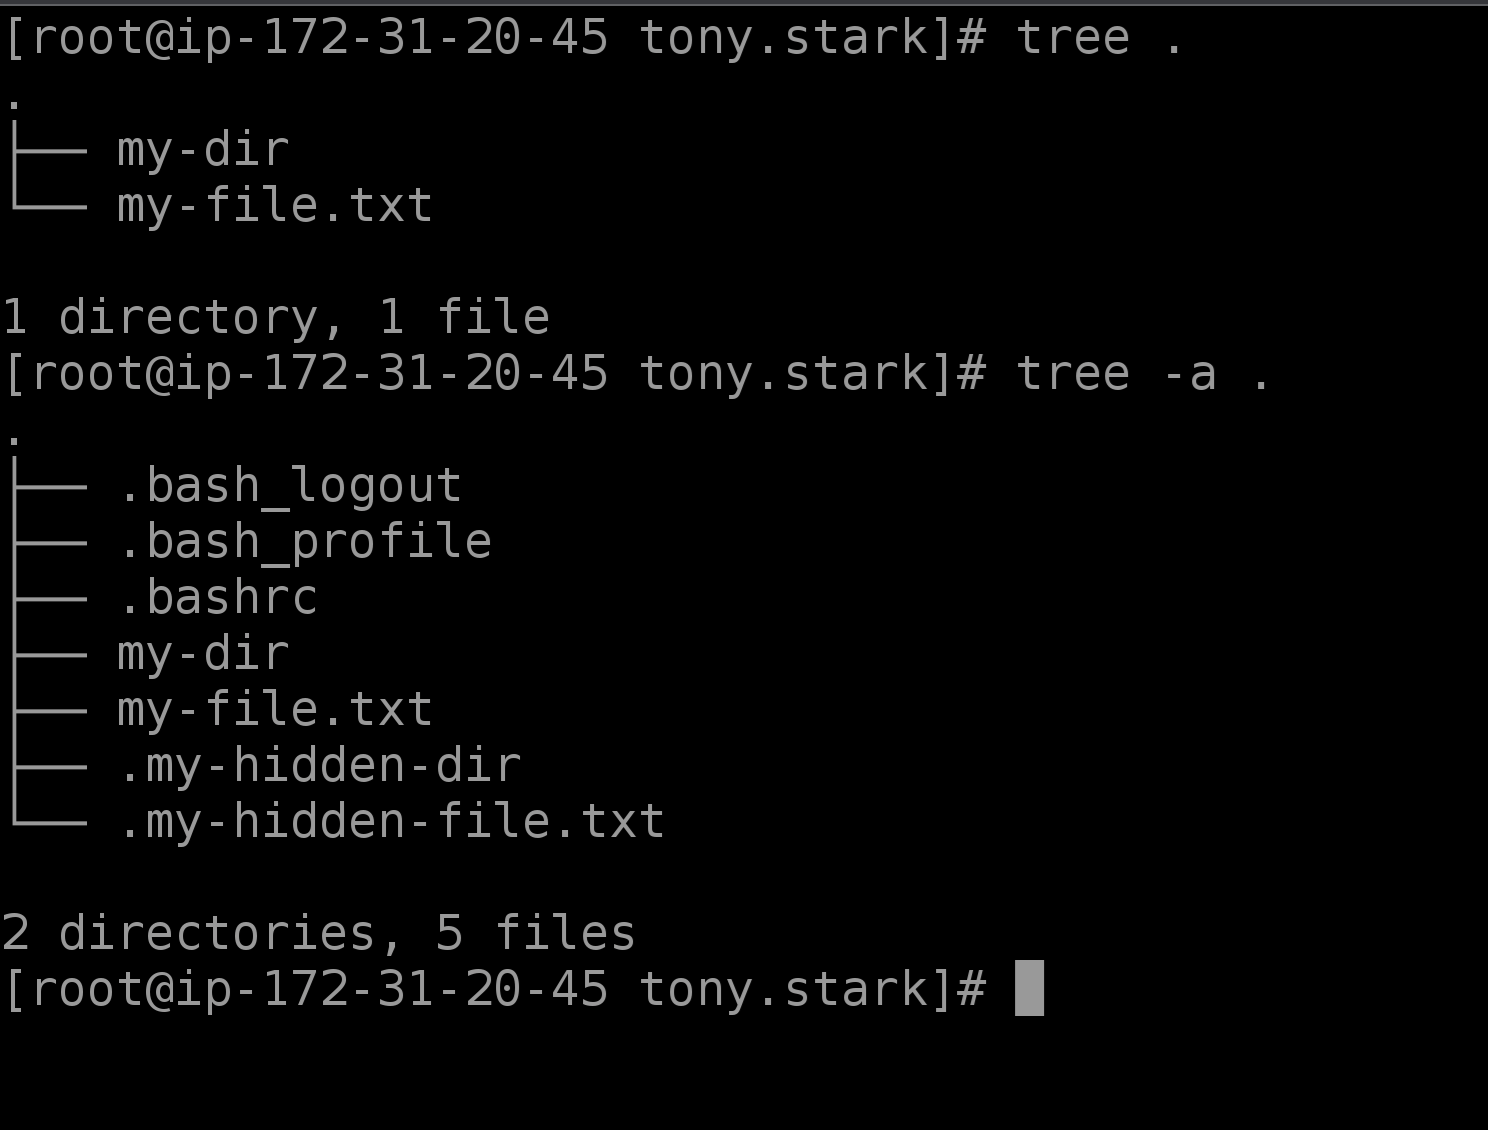 [root@ip-172-31-20-45 tony.stark]# tree .
.
├── my-dir
└── my-file.txt
1 directory, 1 file
[root@ip-172-31-20-45 tony.stark]# tree -a .
.
├── .bash_logout
├── .bash_profile
├── .bashrc
├── my-dir
├── my-file.txt
├── .my-hidden-dir
└── .my-hidden-file.txt
2 directories, 5 files
[root@ip-172-31-20-45 tony.stark]#